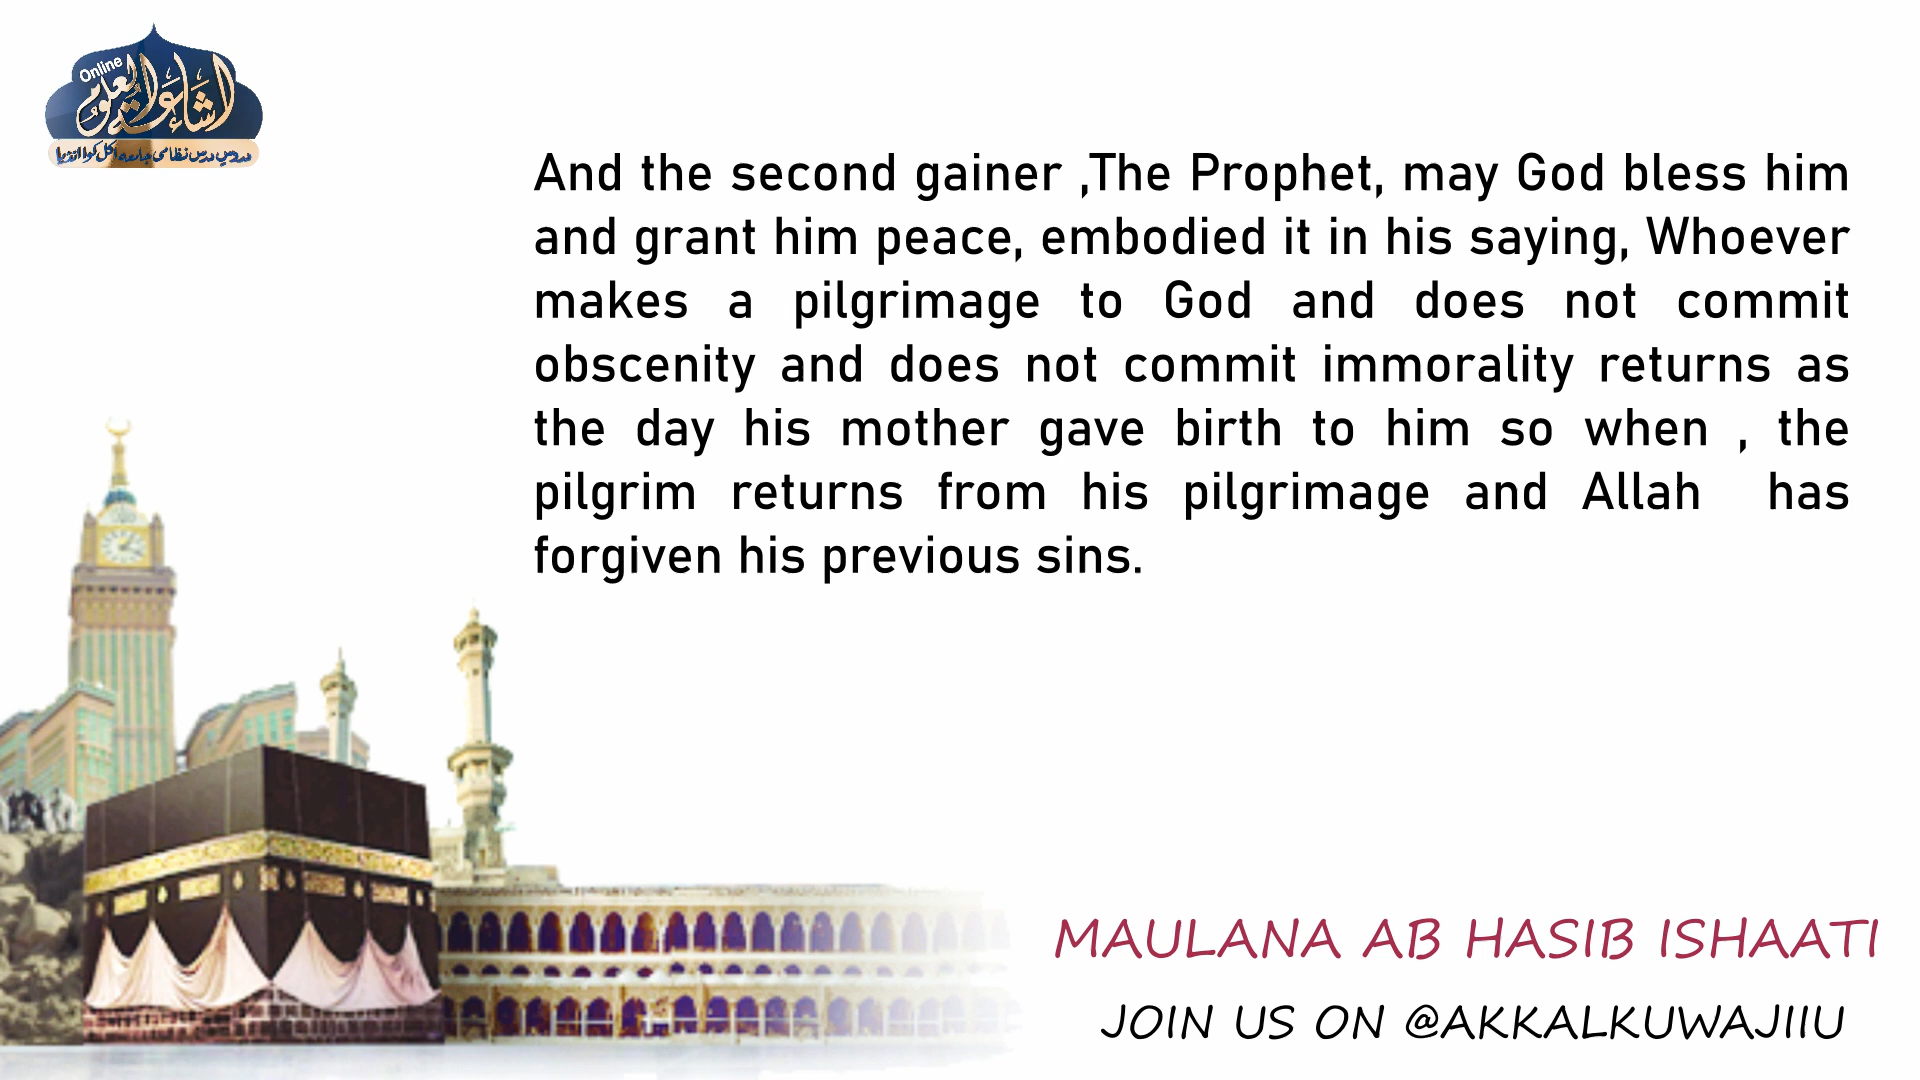 Online
اشاعة العلوم
And the second gainer ,The Prophet, may God bless him
and grant him peace, embodied it in his saying, Whoever
makes a pilgrimage to God and does not commit
obscenity and does not commit immorality returns as
the day his mother gave birth to him so when , the
pilgrim returns from his pilgrimage and Allah has
forgiven his previous sins.
MAULANA AB HASIB ISHAATI
JOIN US ON @AKKALKUWAJIIU